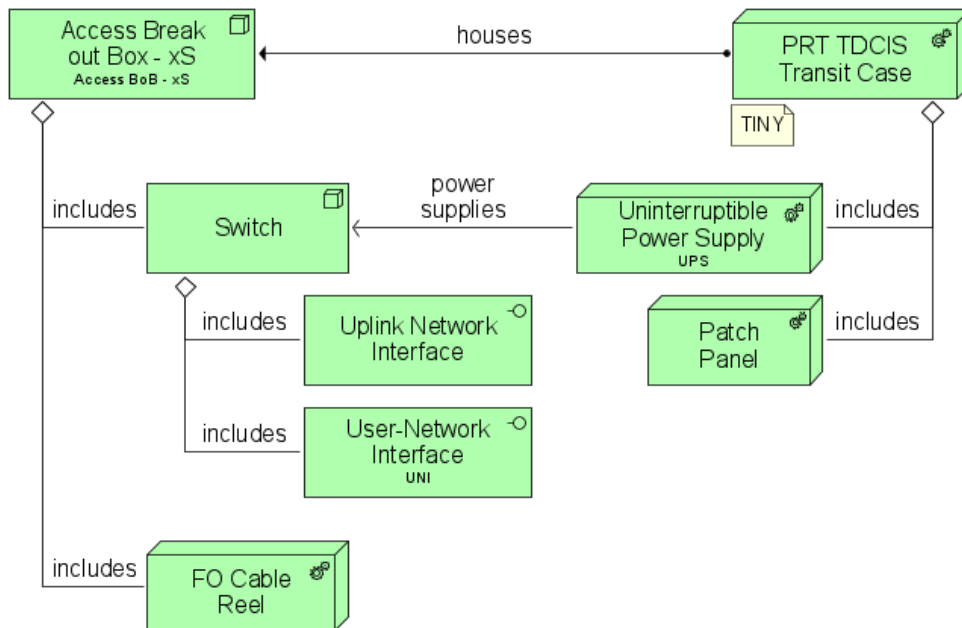 Access Break
out Box - xS
Access BoB - xS
houses
PRT TDCIS
Transit Case
TINY
includes
Switch
power
supplies
Uninterruptible
Power Supply
UPS
includes
includes
Uplink Network
Interface
Patch
Panel
includes
includes
User-Network
Interface
UNI
includes
FO Cable
Reel